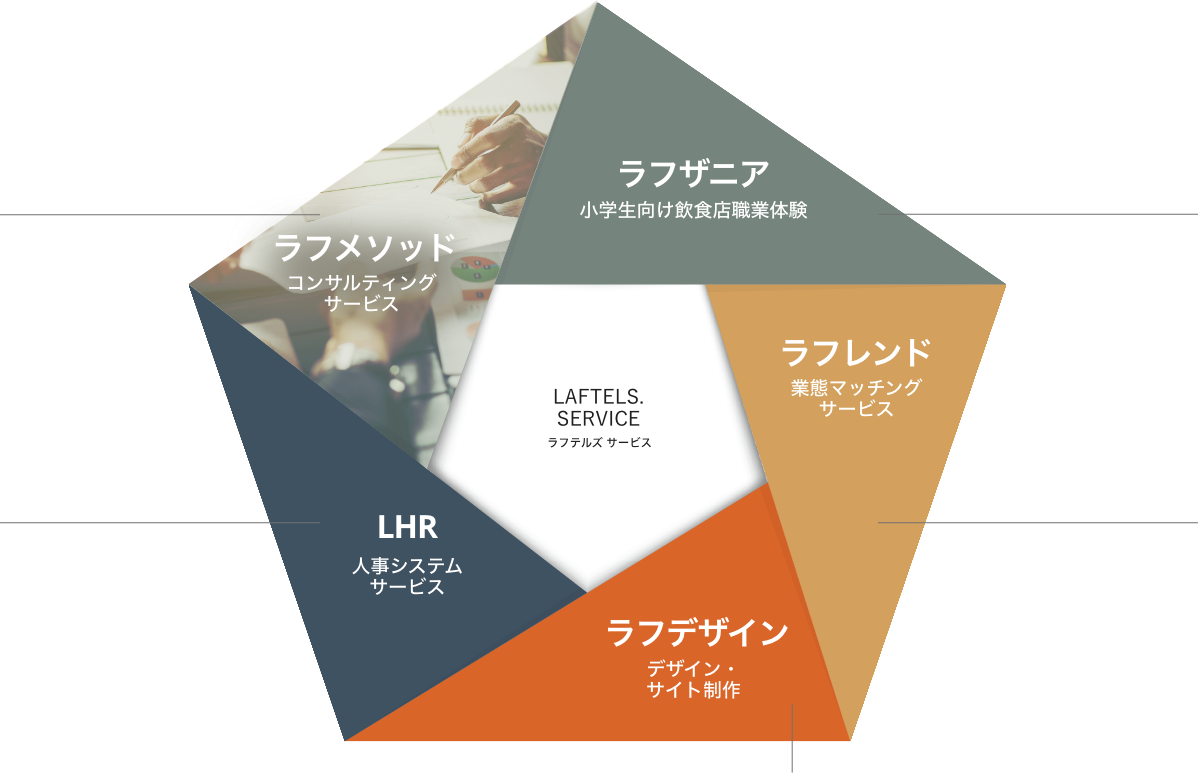 ラフザニア
小学生向け飲食店職業体験
ラフメソッド
コンサルティング
サービス
ラフレンド
業態マッチング
サービス
LAFTELS.
SERVICE
ラフテルズ サービス
LHR
人事システム
サービス
ラフデザイン
デザイン・
サイト制作